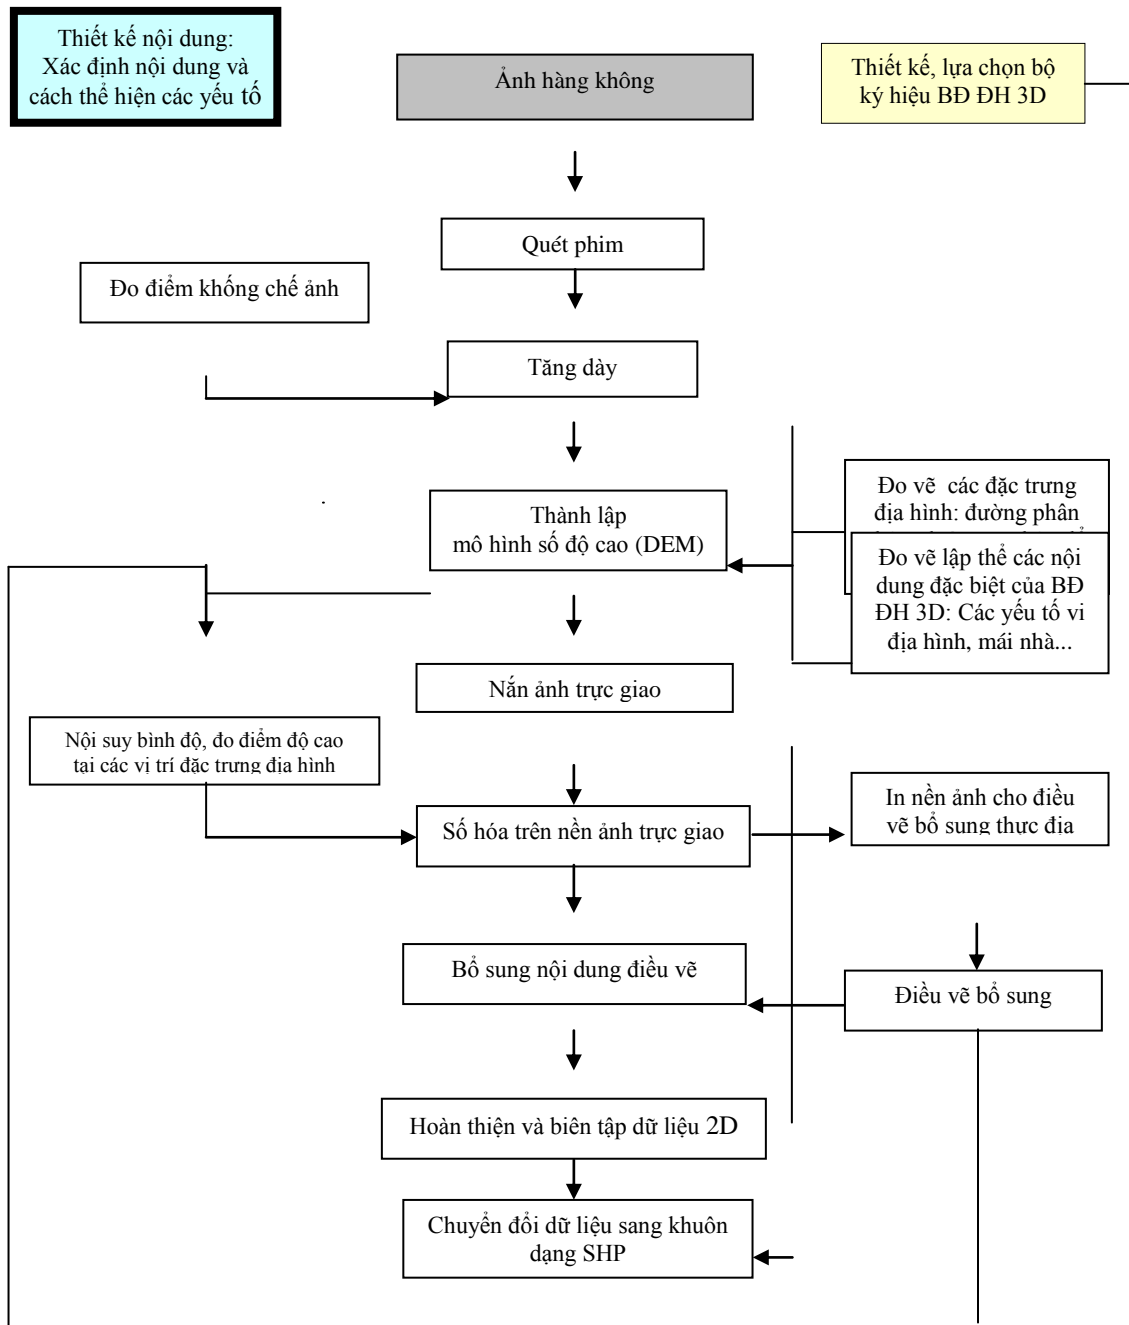 Thiết kế nội dung:
Xác định nội dung và
cách thể hiện các yếu tố
Ảnh hàng không
Thiết kế, lựa chọn bộ
ký hiệu BĐ ĐH 3D
Quét phim
Đo điểm khống chế ảnh
Tăng dày
Thành lập
mô hình số độ cao (DEM)
Đo vẽ các đặc trưng
địa hình: đường phân
Đo vẽ lập thể các nội
dung đặc biệt của BĐ
ĐH 3D: Các yếu tố vi
địa hình, mái nhà...
Nắn ảnh trực giao
Nội suy bình độ, đo điểm độ cao
tại các vị trí đặc trưng địa hình
Số hóa trên nền ảnh trực giao
In nền ảnh cho điều
vẽ bổ sung thực địa
Bổ sung nội dung điều vẽ
Điều vẽ bổ sung
Hoàn thiện và biên tập dữ liệu 2D
Chuyển đổi dữ liệu sang khuôn
dạng SHP